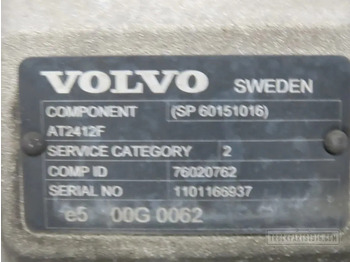 VOLVO SWEDEN
COMPONENT (SP 60151016)
AT2412F
SERVICE CATEGORY 2
COMP ID 76020762
SERIAL NO 1101166937
e5 00G 0062